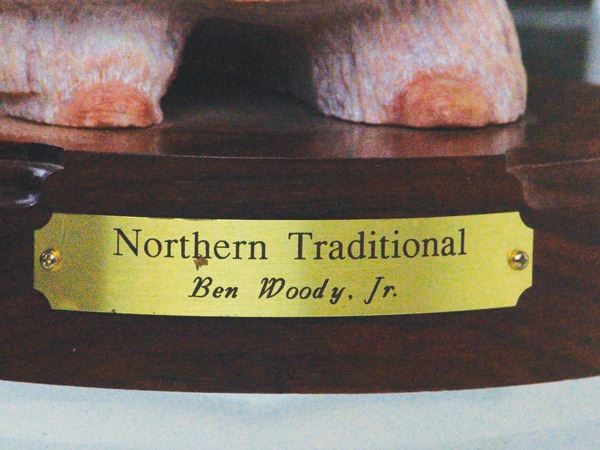 Northern Traditional
Ben Woody, Jr.